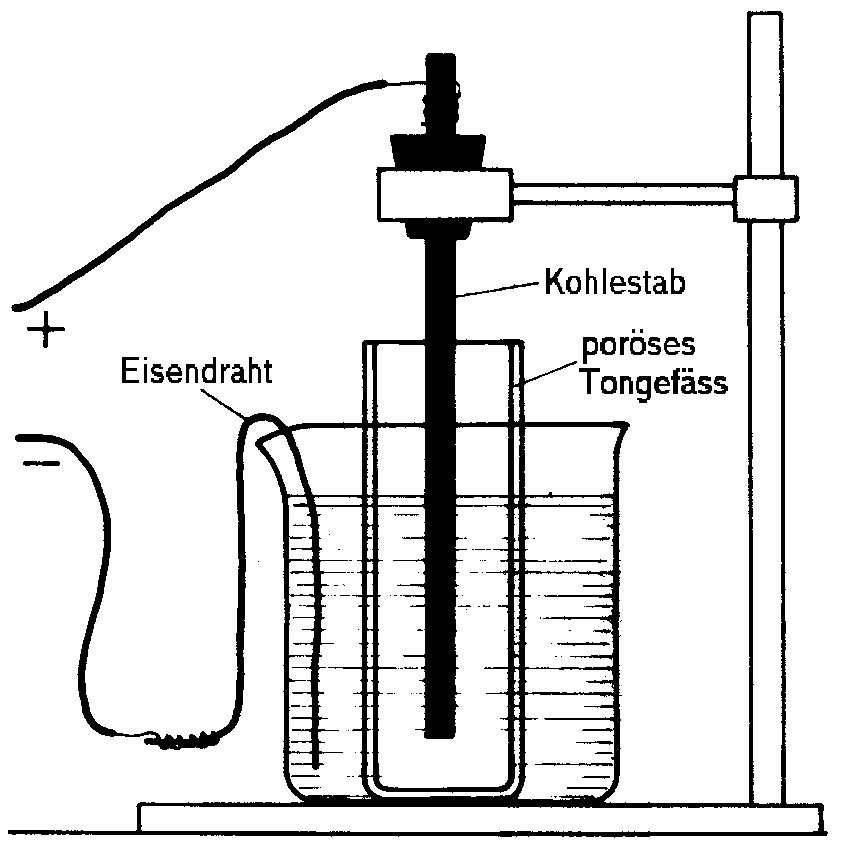 Kohlestab
+
poröses
Tongefäss
Eisendraht
−